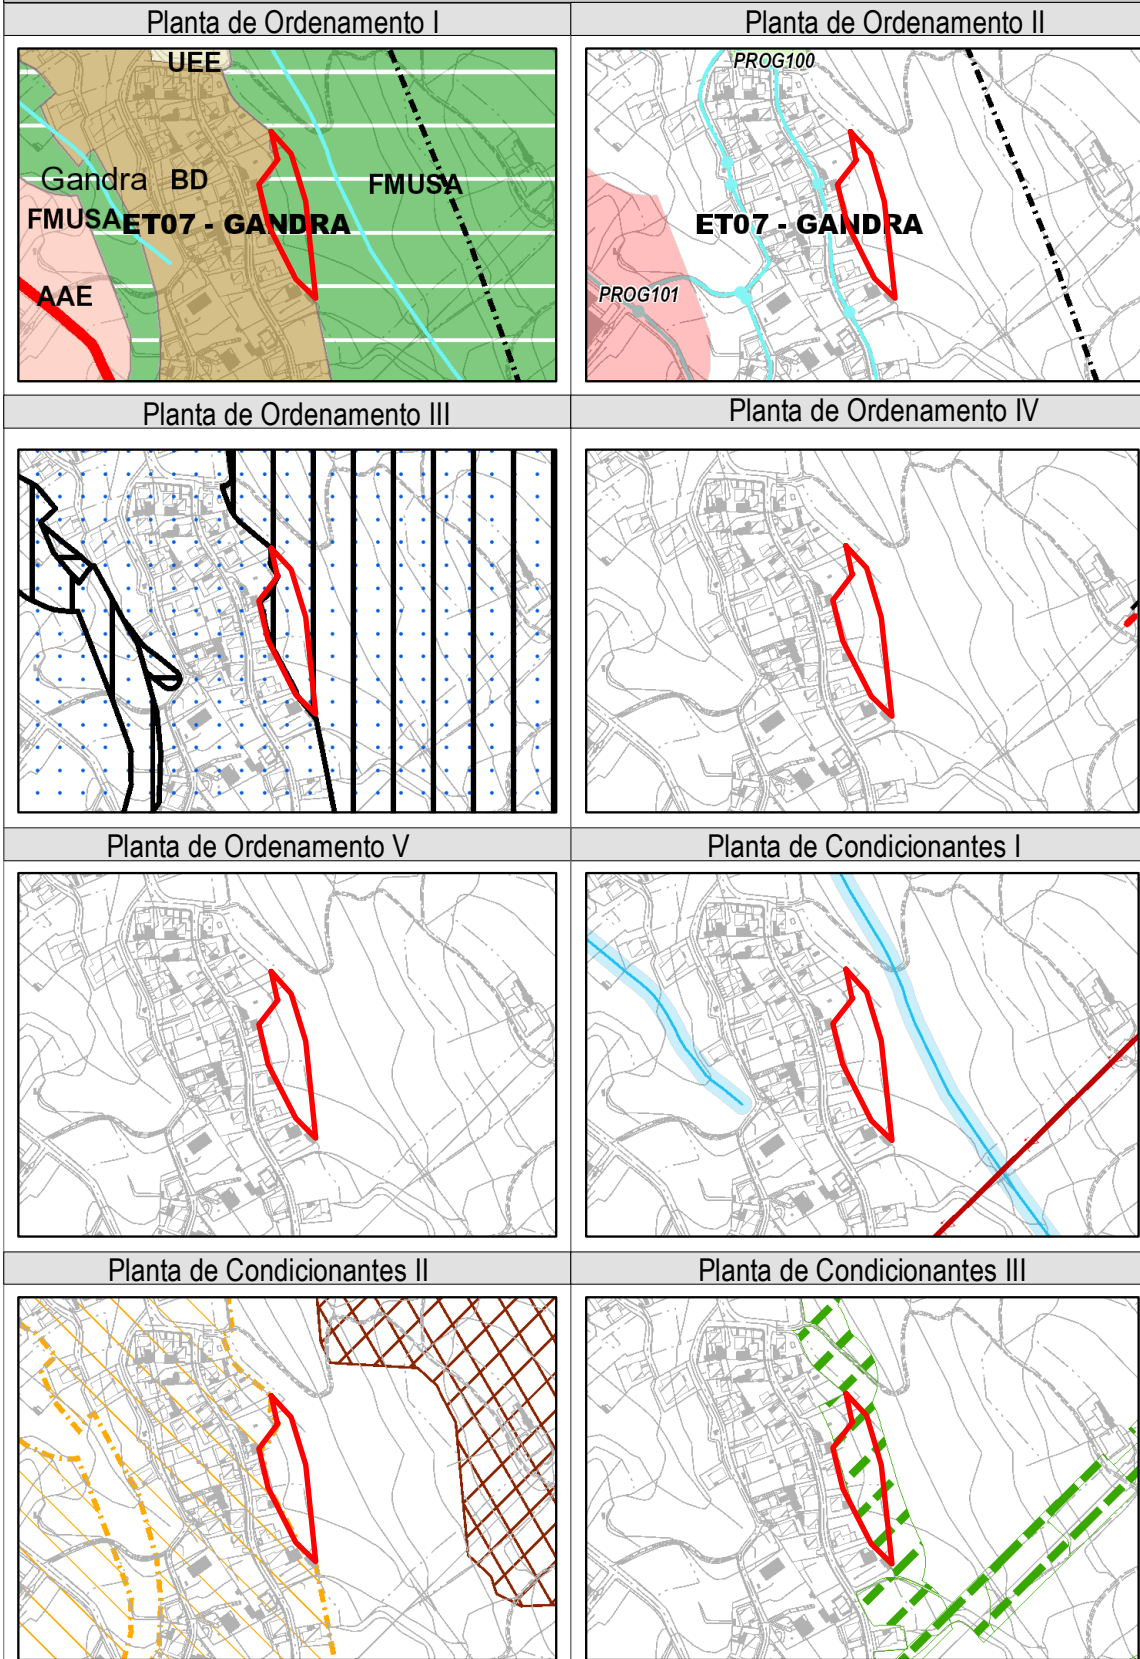 Planta de Ordenamento I
Planta de Ordenamento II
UEE
Gandra BD
FMUSA
FMUSA
ET07 - GANDRA
AAE
PROG100
ET07 - GANDRA
PROG101
Planta de Ordenamento III
Planta de Ordenamento IV
Planta de Ordenamento V
Planta de Condicionantes I
Planta de Condicionantes II
Planta de Condicionantes III